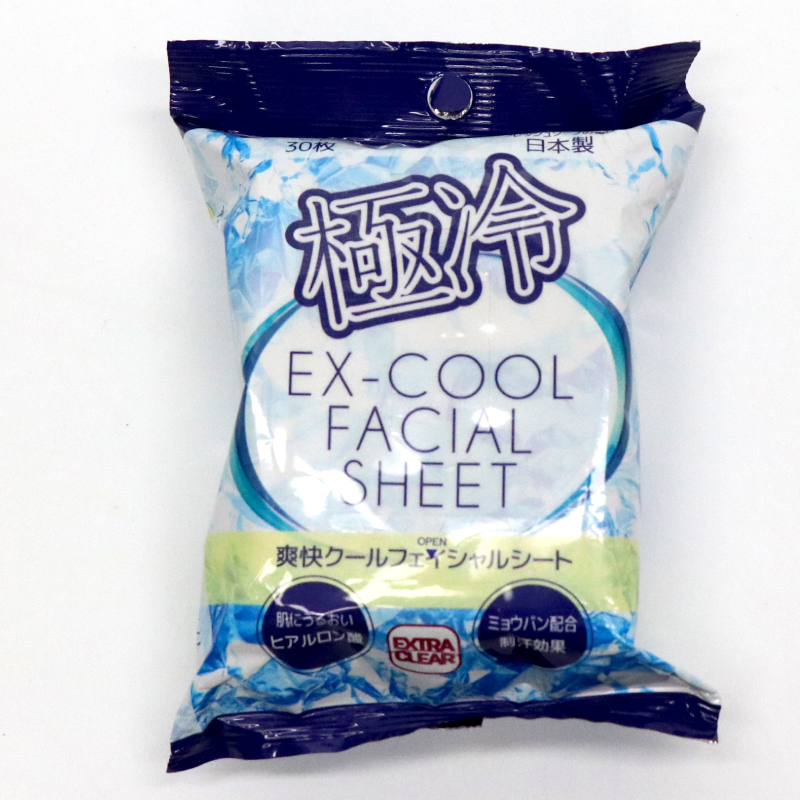 30枚
日本製
極冷
EX-COOL
FACIAL
SHEET
OPEN
爽快クールフェイシャルシート
肌にうるおい
ヒアルロン酸
EXTRA
CLEAR
ミョウバン配合
制汗効果